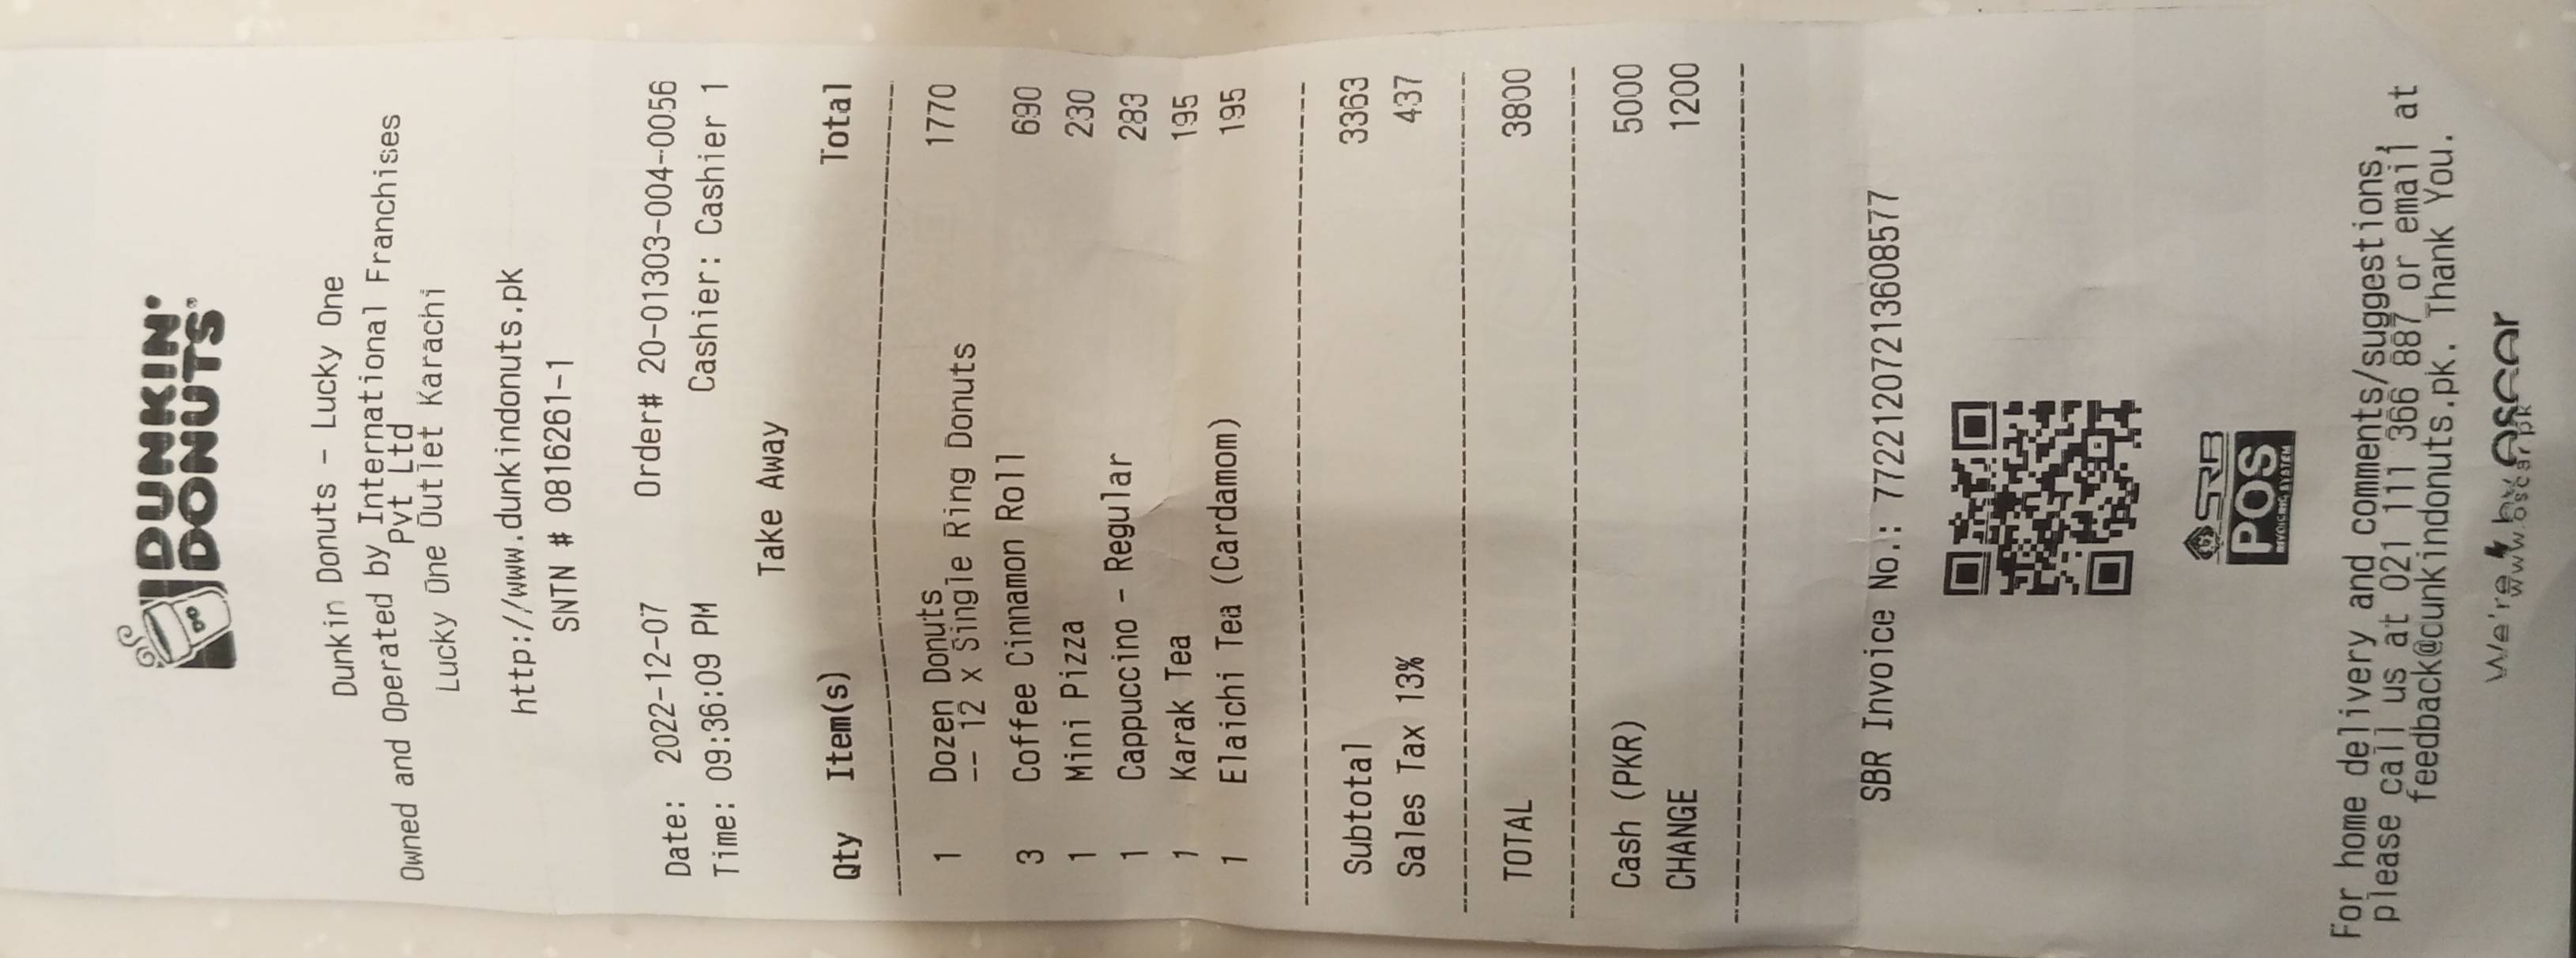 DUNKIN'
DONUTS
Dunkin Donuts - Lucky One
Owned and Operated by International Franchises
Pvt Ltd
Lucky One Outlet Karachi
http://www.dunkindonuts.pk
SNTN # 0816261-1
Date: 2022-12-07 Order# 20-01303-004-0056
Time: 09:36:09 PM Cashier: Cashier 1
Take Away
Qty Item(s) Total
1 Dozen Donuts 1770
-- 12 x Single Ring Donuts
3 Coffee Cinnamon Roll 690
1 Mini Pizza 230
1 Cappuccino - Regular 283
1 Karak Tea 195
1 Elaichi Tea (Cardamom) 195
Subtotal 3363
Sales Tax 13% 437
TOTAL 3800
Cash (PKR) 5000
CHANGE 1200
SBR Invoice No.: 77221207213608577
SRB
POS
INVOICING SYSTEM
For home delivery and comments/suggestions,
please call us at 021 111 366 887 or email at
feedback@dunkindonuts.pk. Thank You.
We're by Oscar
www.oscar.pk